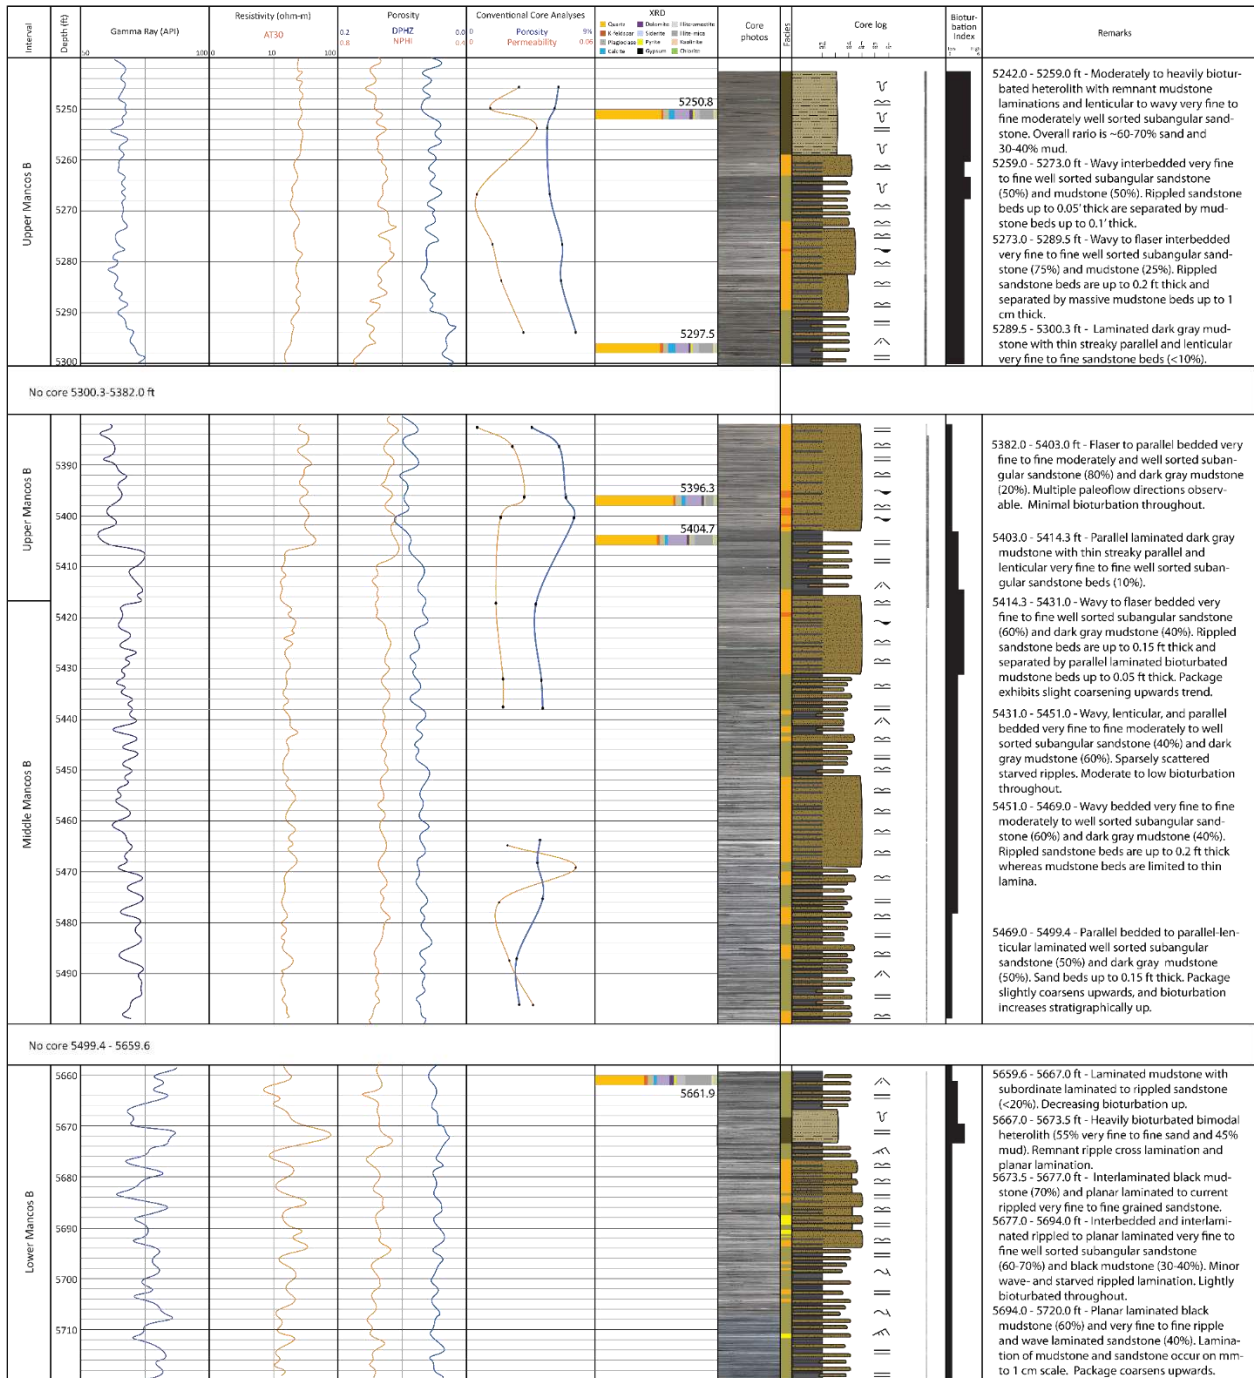 Interval
Depth (ft)
Gamma Ray (API)
50
100
Resistivity (ohm-m)
AT30
0
10
100
Porosity
DPHZ
0.2
0.0
NPHI
0.8
0.4
Conventional Core Analyses
0
Porosity
9%
0
Permeability
0.06
XRD
Quartz
K-feldspar
Plagioclase
Calcite
Dolomite
Siderite
Pyrite
Gypsum
Illite-smectite
Illite-mica
Kaolinite
Chlorite
Core
photos
Facies
Core log
Biotur-
bation
Index
Remarks
Upper Mancos B
5250
5260
5270
5280
5290
5300
5250.8
5297.5
5242.0 - 5259.0 ft - Moderately to heavily biotur-
bated heterolith with remnant mudstone
laminations and lenticular to wavy very fine to
fine moderately well sorted subangular sand-
stone. Overall rario is ~60-70% sand and
30-40% mud.
5259.0 - 5273.0 ft - Wavy interbedded very fine
to fine well sorted subangular sandstone
(50%) and mudstone (50%). Rippled sandstone
beds up to 0.05' thick are separated by mud-
stone beds up to 0.1' thick.
5273.0 - 5289.5 ft - Wavy to flaser interbedded
very fine to fine well sorted subangular sand-
stone (75%) and mudstone (25%). Rippled
sandstone beds are up to 0.2 ft thick and
separated by massive mudstone beds up to 1
cm thick.
5289.5 - 5300.3 ft - Laminated dark gray mud-
stone with thin streaky parallel and lenticular
very fine to fine sandstone beds (<10%).
No core 5300.3-5382.0 ft
Upper Mancos B
Middle Mancos B
5390
5400
5410
5420
5430
5440
5450
5460
5470
5480
5490
5396.3
5404.7
5382.0 - 5403.0 ft - Flaser to parallel bedded very
fine to fine moderately and well sorted suban-
gular sandstone (80%) and dark gray mudstone
(20%). Multiple paleoflow directions observ-
able. Minimal bioturbation throughout.
5403.0 - 5414.3 ft - Parallel laminated dark gray
mudstone with thin streaky parallel and
lenticular very fine to fine well sorted suban-
gular sandstone beds (10%).
5414.3 - 5431.0 - Wavy to flaser bedded very
fine to fine well sorted subangular sandstone
(60%) and dark gray mudstone (40%). Rippled
sandstone beds are up to 0.15 ft thick and
separated by parallel laminated bioturbated
mudstone beds up to 0.05 ft thick. Package
exhibits slight coarsening upwards trend.
5431.0 - 5451.0 - Wavy, lenticular, and parallel
bedded very fine to fine moderately to well
sorted subangular sandstone (40%) and dark
gray mudstone (60%). Sparsely scattered
starved ripples. Moderate to low bioturbation
throughout.
5451.0 - 5469.0 - Wavy bedded very fine to fine
moderately to well sorted subangular sand-
stone (60%) and dark gray mudstone (40%).
Rippled sandstone beds are up to 0.2 ft thick
whereas mudstone beds are limited to thin
lamina.
5469.0 - 5499.4 - Parallel bedded to parallel-len-
ticular laminated well sorted subangular
sandstone (50%) and dark gray mudstone
(50%). Sand beds up to 0.15 ft thick. Package
slightly coarsens upwards, and bioturbation
increases stratigraphically up.
No core 5499.4 - 5659.6
Lower Mancos B
5660
5670
5680
5690
5700
5710
5661.9
5659.6 - 5667.0 ft - Laminated mudstone with
subordinate laminated to rippled sandstone
(<20%). Decreasing bioturbation up.
5667.0 - 5673.5 ft - Heavily bioturbated bimodal
heterolith (55% very fine to fine sand and 45%
mud). Remnant ripple cross lamination and
planar lamination.
5673.5 - 5677.0 ft - Interlaminated black mud-
stone (70%) and planar laminated to current
rippled very fine to fine grained sandstone.
5677.0 - 5694.0 ft - Interbedded and interlami-
nated rippled to planar laminated very fine to
fine well sorted subangular sandstone
(60-70%) and black mudstone (30-40%). Minor
wave- and starved rippled lamination. Lightly
bioturbated throughout.
5694.0 - 5720.0 ft - Planar laminated black
mudstone (60%) and very fine to fine ripple
and wave laminated sandstone (40%). Lamina-
tion of mudstone and sandstone occur on mm-
to 1 cm scale. Package coarsens upwards.